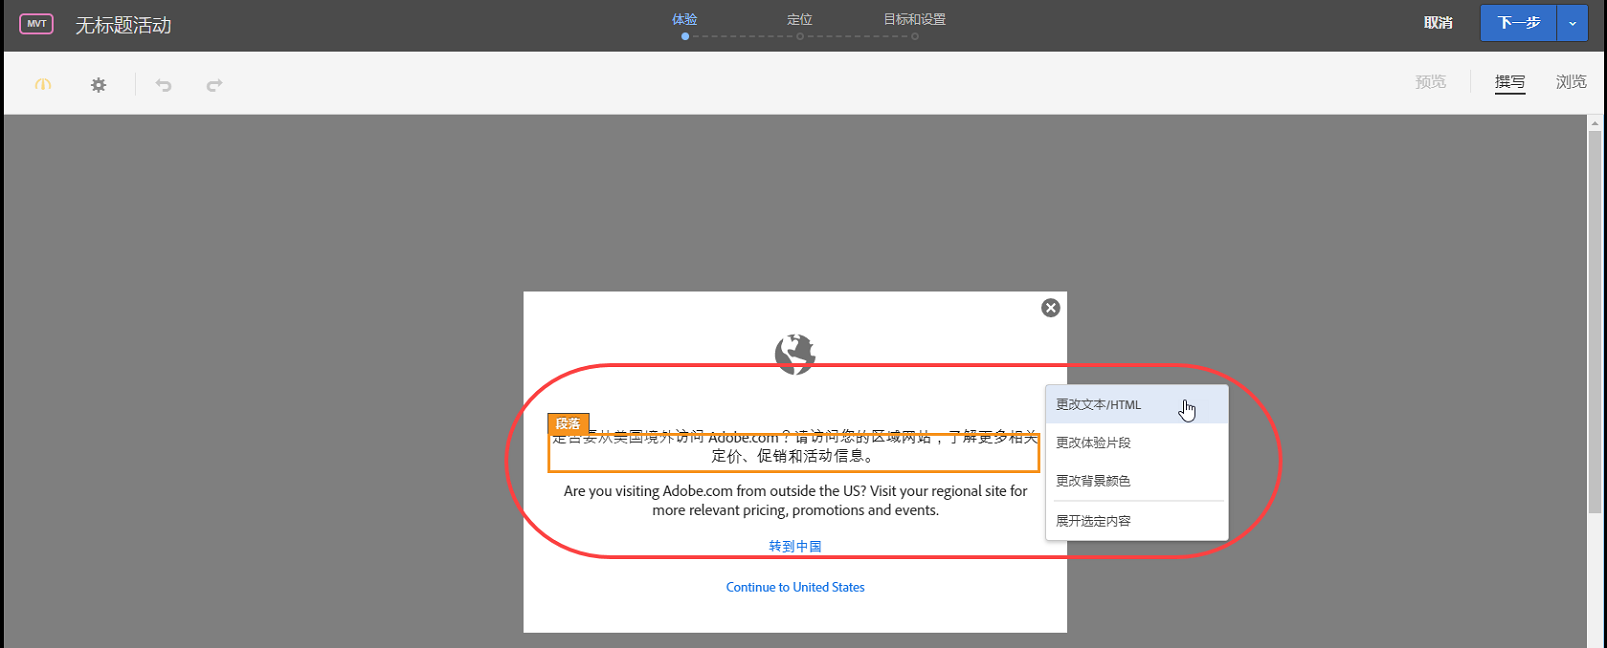 MVT
无标题活动
体验
定位
目标和设置
取消
下一步
预览
撰写
浏览
段落
是否要从美国境外访问 Adobe.com？请访问您的区域网站，了解更多相关
定价、促销和活动信息。
Are you visiting Adobe.com from outside the US? Visit your regional site for
more relevant pricing, promotions and events.
转到中国
Continue to United States
更改文本/HTML
更改体验片段
更改背景颜色
展开选定内容